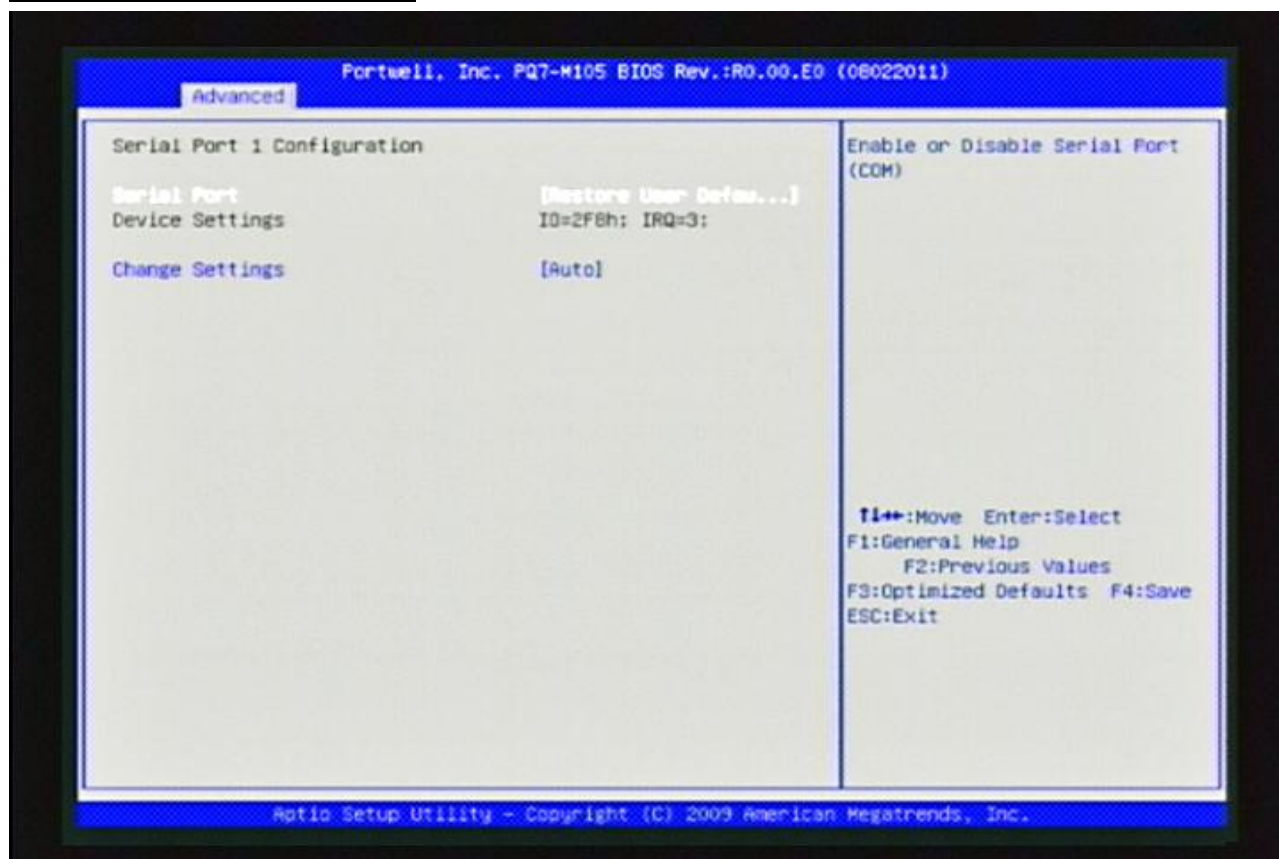 Portwell, Inc. PQ7-M105 BIOS Rev.:R0.00.E0 (08022011)
Advanced
Serial Port 1 Configuration
Serial Port [Restore User Defau...]
Device Settings IO=2F8h; IRQ=3;
Change Settings [Auto]
Enable or Disable Serial Port
(COM)
↑↓→←:Move Enter:Select
F1:General Help
F2:Previous Values
F3:Optimized Defaults F4:Save
ESC:Exit
Aptio Setup Utility - Copyright (C) 2009 American Megatrends, Inc.